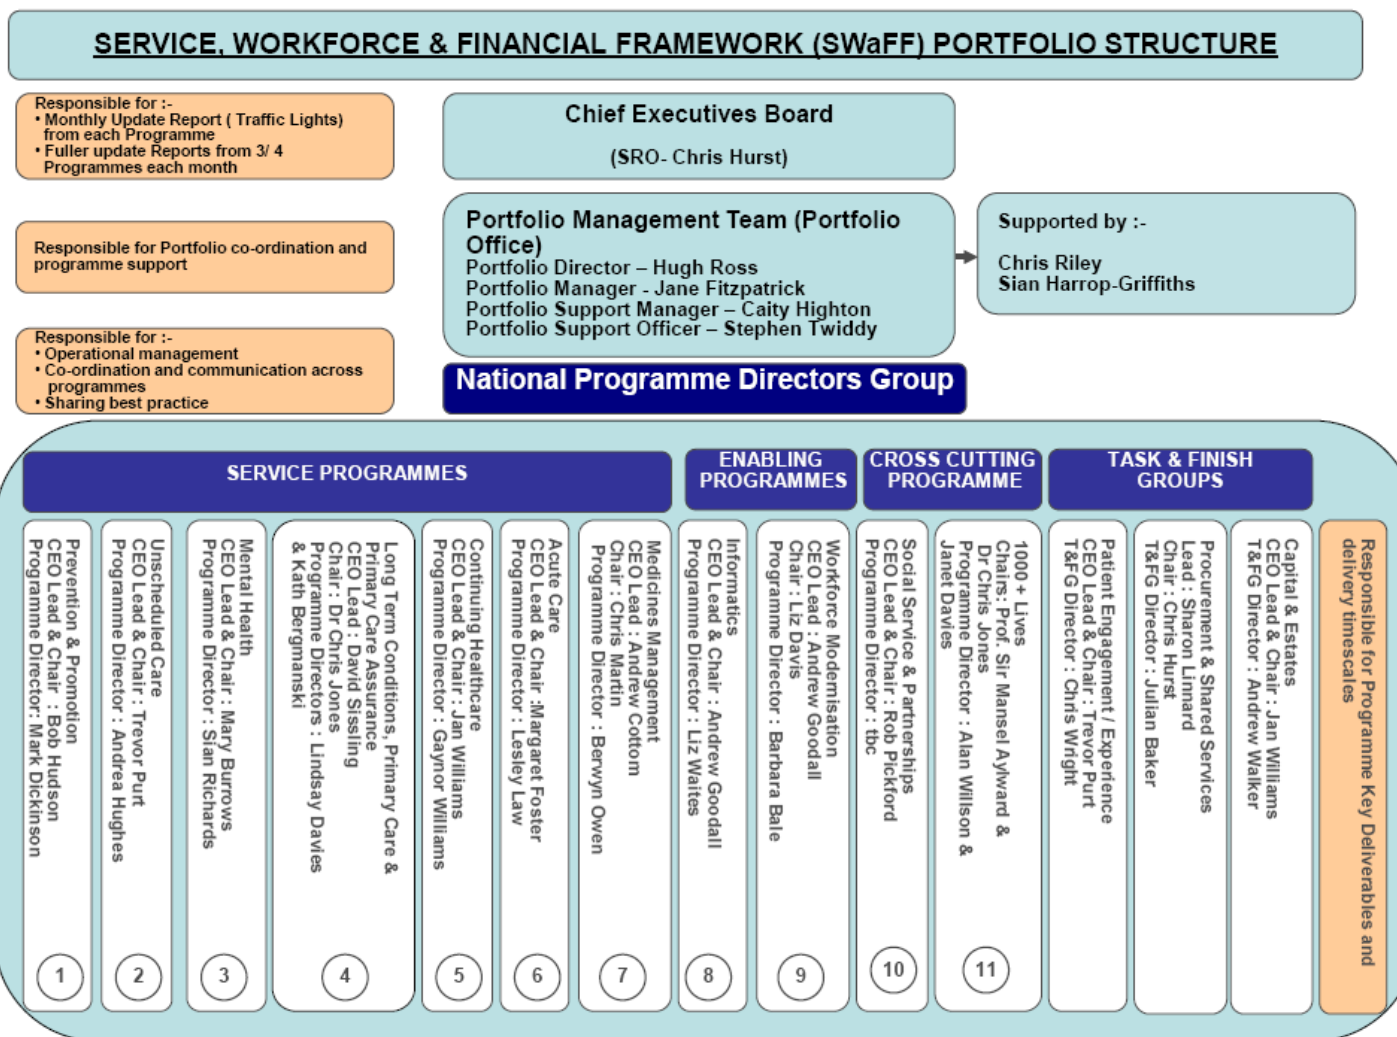 SERVICE, WORKFORCE & FINANCIAL FRAMEWORK (SWaFF) PORTFOLIO STRUCTURE
Responsible for :-
• Monthly Update Report ( Traffic Lights)
from each Programme
• Fuller update Reports from 3/ 4
Programmes each month
Chief Executives Board
(SRO- Chris Hurst)
Responsible for Portfolio co-ordination and
programme support
Portfolio Management Team (Portfolio
Office)
Portfolio Director – Hugh Ross
Portfolio Manager - Jane Fitzpatrick
Portfolio Support Manager – Caity Highton
Portfolio Support Officer – Stephen Twiddy
Supported by :-
Chris Riley
Sian Harrop-Griffiths
Responsible for :-
• Operational management
• Co-ordination and communication across
programmes
• Sharing best practice
National Programme Directors Group
SERVICE PROGRAMMES
ENABLING
PROGRAMMES
CROSS CUTTING
PROGRAMME
TASK & FINISH
GROUPS
Prevention & Promotion
CEO Lead & Chair : Bob Hudson
Programme Director: Mark Dickinson
1
Unscheduled Care
CEO Lead & Chair : Trevor Purt
Programme Director : Andrea Hughes
2
Mental Health
CEO Lead & Chair : Mary Burrows
Programme Director : Sian Richards
3
Long Term Conditions, Primary Care &
Primary Care Assurance
CEO Lead : David Sissling
Chair : Dr Chris Jones
Programme Directors : Lindsay Davies
& Kath Bergmanski
4
Continuing Healthcare
CEO Lead & Chair : Jan Williams
Programme Director : Gaynor Williams
5
Acute Care
CEO Lead & Chair :Margaret Foster
Programme Director : Lesley Law
6
Medicines Management
CEO Lead : Andrew Cottom
Chair : Chris Martin
Programme Director : Berwyn Owen
7
Informatics
CEO Lead & Chair : Andrew Goodall
Programme Director : Liz Waites
8
Workforce Modernisation
CEO Lead : Andrew Goodall
Chair : Liz Davis
Programme Director : Barbara Bale
9
Social Service & Partnerships
CEO Lead & Chair : Rob Pickford
Programme Director : tbc
10
1000 + Lives
Chairs: Prof. Sir Mansel Aylward &
Dr Chris Jones
Programme Director : Alan Willson &
Janet Davies
11
Patient Engagement / Experience
CEO Lead & Chair : Trevor Purt
T&FG Director : Chris Wright
Procurement & Shared Services
Lead : Sharon Linnard
Chair : Chris Hurst
T&FG Director : Julian Baker
Capital & Estates
CEO Lead & Chair : Jan Williams
T&FG Director : Andrew Walker
Responsible for Programme Key Deliverables and
delivery timescales